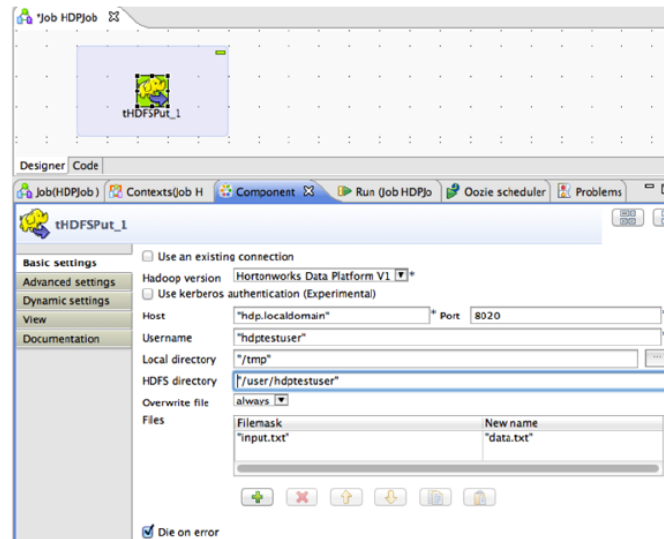 *Job HDPJob
tHDFSPut_1
Designer Code
Job(HDPJob) Contexts(Job H Component Run (Job HDPJo Oozie scheduler Problems
tHDFSPut_1
Basic settings
Advanced settings
Dynamic settings
View
Documentation
Use an existing connection
Hadoop version Hortonworks Data Platform V1 *
Use kerberos authentication (Experimental)
Host "hdp.localdomain" * Port 8020
Username "hdptestuser"
Local directory "/tmp" ...
HDFS directory "/user/hdptestuser"
Overwrite file always
Files Filemask New name
"input.txt" "data.txt"
Die on error